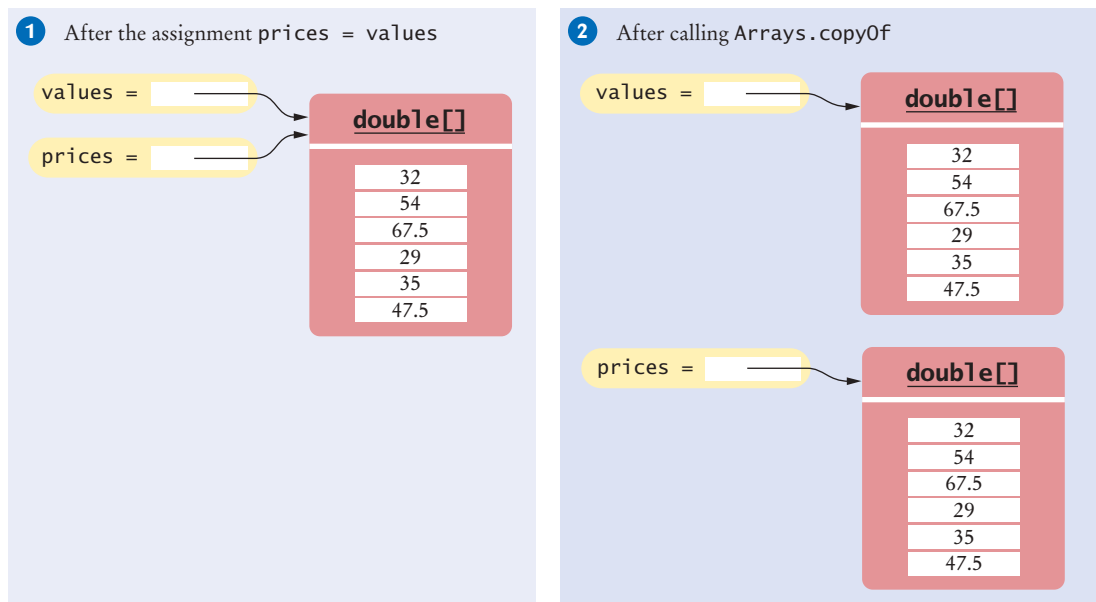 1 After the assignment prices = values
values =
prices =
double[]
32
54
67.5
29
35
47.5
2 After calling Arrays.copyOf
values =
double[]
32
54
67.5
29
35
47.5
prices =
double[]
32
54
67.5
29
35
47.5